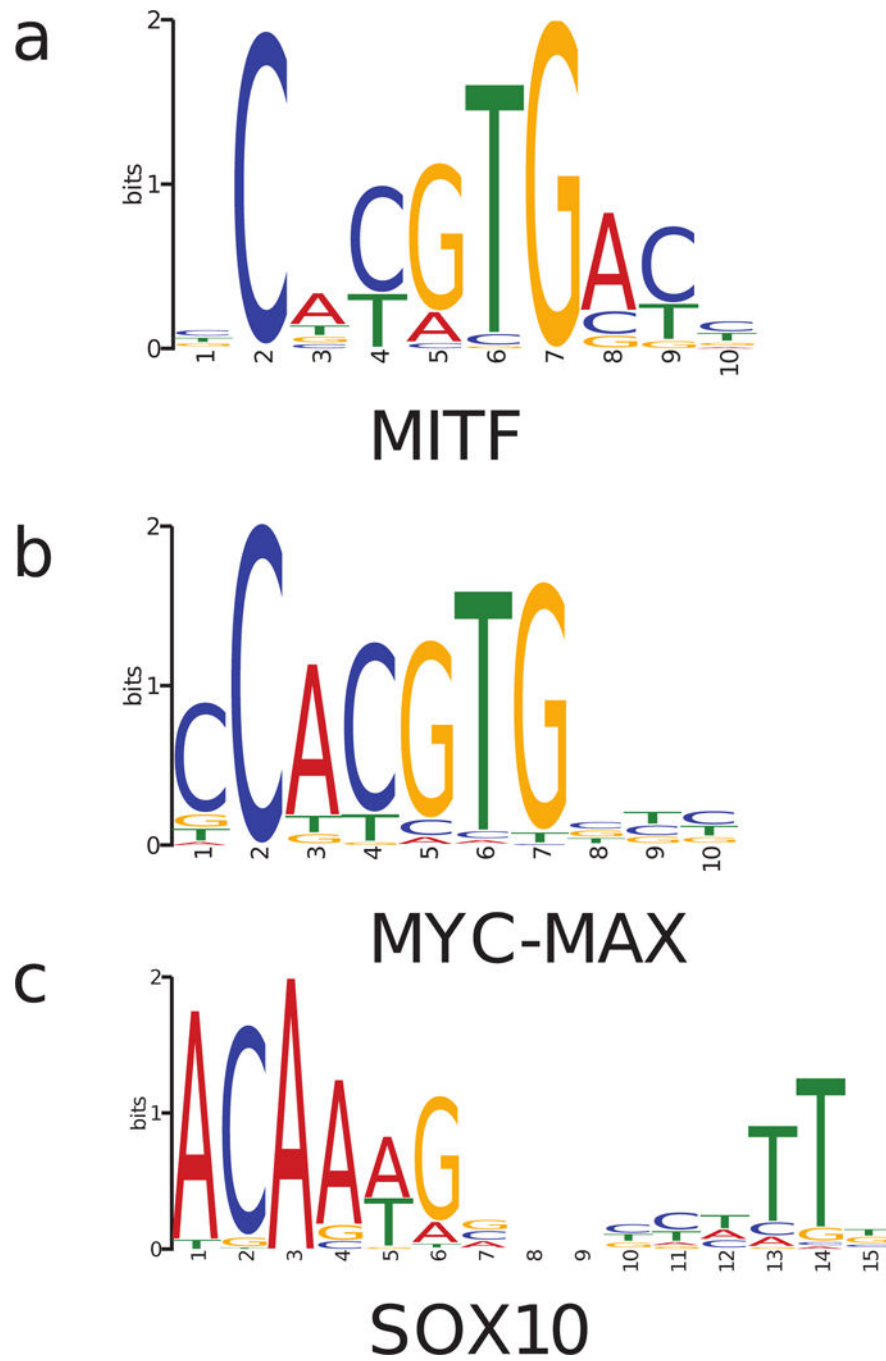 a
2
bits
1
0
C A C G T G A C
1 2 3 4 5 6 7 8 9 10
MITF
b
2
bits
1
0
C C A C G T G
1 2 3 4 5 6 7 8 9 10
MYC-MAX
c
2
bits
1
0
A C A A A G T T
1 2 3 4 5 6 7 8 9 10 11 12 13 14 15
SOX10